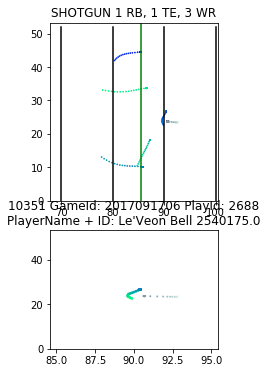 SHOTGUN 1 RB, 1 TE, 3 WR
50
40
30
20
10
0
70 80 90 100
10351 GameId: 2017091706 PlayId: 2688
PlayerName + ID: Le'Veon Bell 2540175.0
40
20
0
85.0 87.5 90.0 92.5 95.0